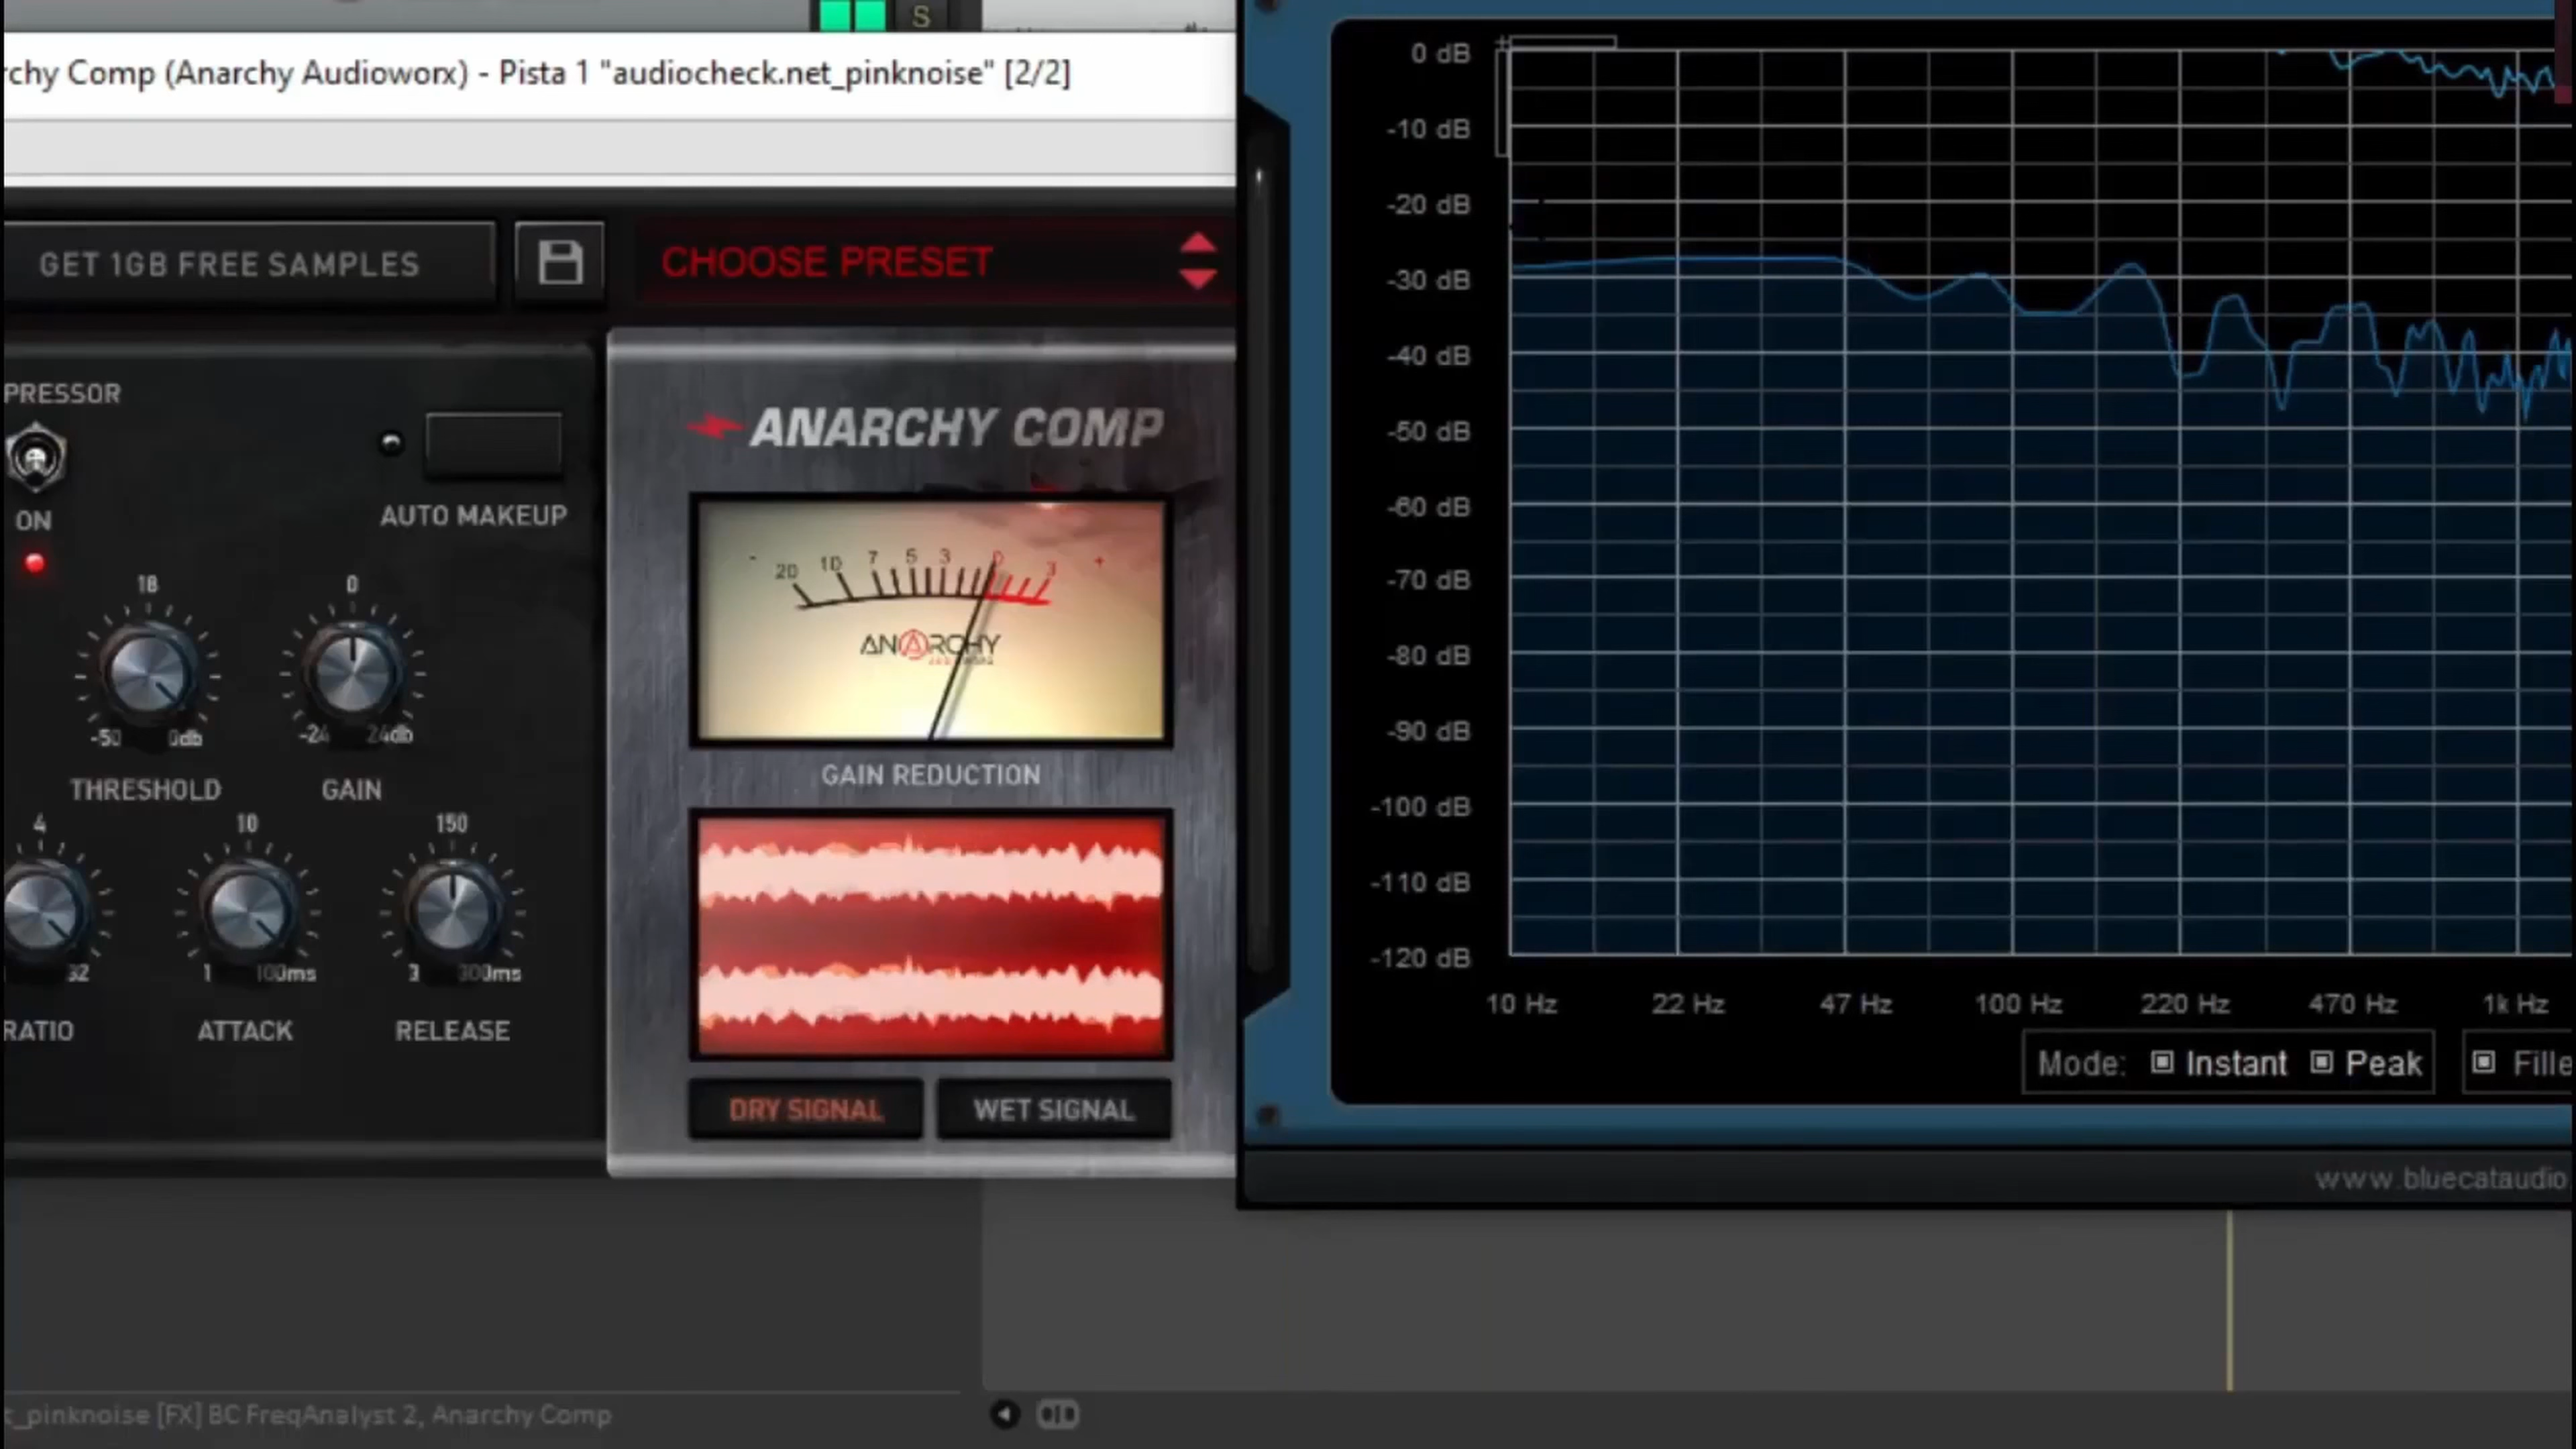 S
rchy Comp (Anarchy Audioworx) - Pista 1 "audiocheck.net_pinknoise" [2/2]
GET 1GB FREE SAMPLES
CHOOSE PRESET
PRESSOR
ON
AUTO MAKEUP
18
-50 0db
THRESHOLD
0
-24 24db
GAIN
4
32
RATIO
10
1 100ms
ATTACK
150
3 300ms
RELEASE
ANARCHY COMP
- 20 10 7 5 3 0 3 +
ANARCHY
GAIN REDUCTION
DRY SIGNAL
WET SIGNAL
0 dB
-10 dB
-20 dB
-30 dB
-40 dB
-50 dB
-60 dB
-70 dB
-80 dB
-90 dB
-100 dB
-110 dB
-120 dB
10 Hz 22 Hz 47 Hz 100 Hz 220 Hz 470 Hz 1k Hz
Mode: Instant Peak Fille
www.bluecataudio
t_pinknoise [FX] BC FreqAnalyst 2, Anarchy Comp